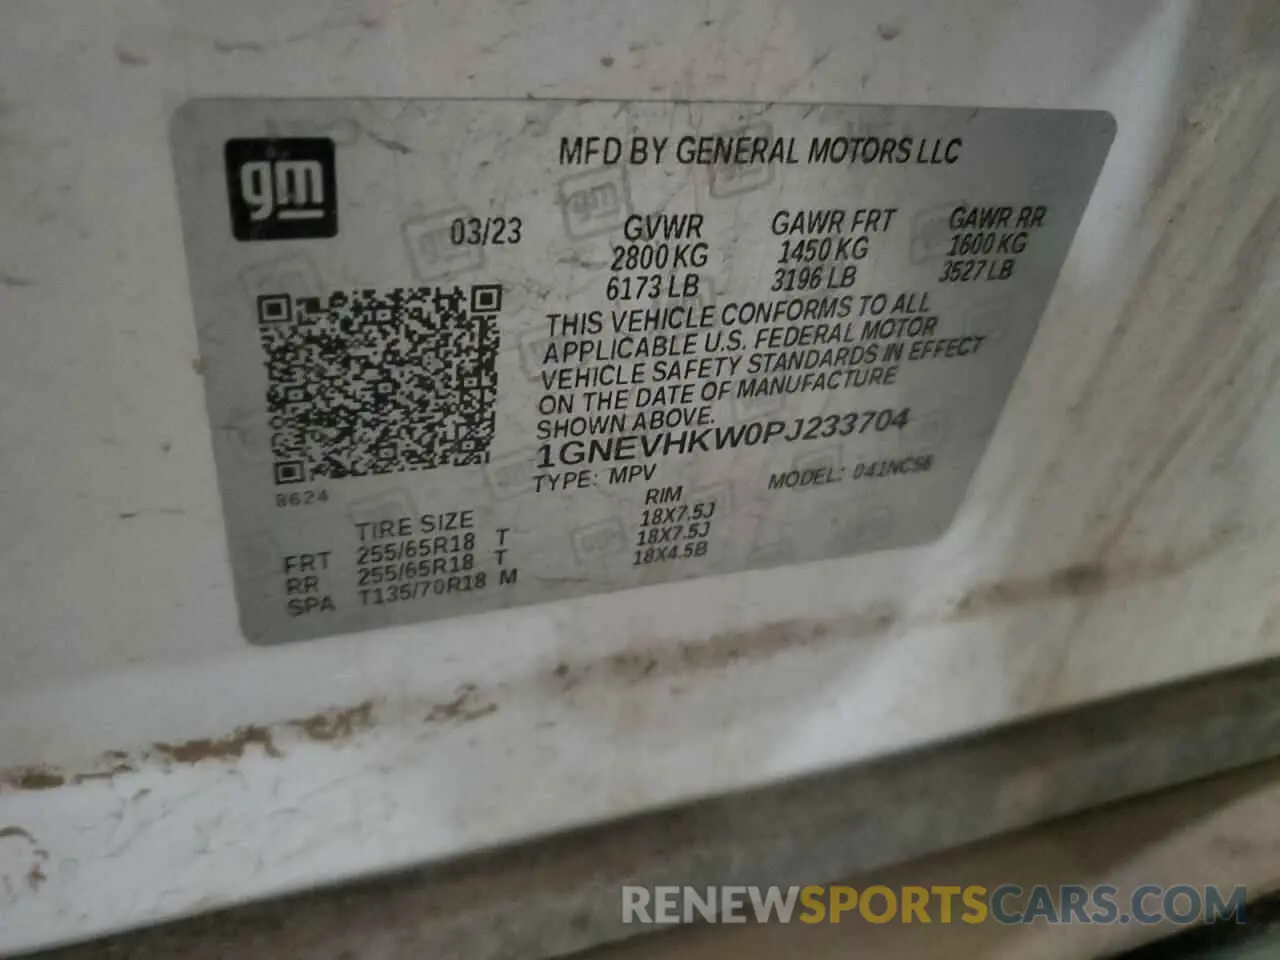 gm
MFD BY GENERAL MOTORS LLC
03/23 GVWR GAWR FRT GAWR RR
2800 KG 1450 KG 1600 KG
6173 LB 3196 LB 3527 LB
THIS VEHICLE CONFORMS TO ALL
APPLICABLE U.S. FEDERAL MOTOR
VEHICLE SAFETY STANDARDS IN EFFECT
ON THE DATE OF MANUFACTURE
SHOWN ABOVE.
1GNEVHKW0PJ233704
TYPE: MPV MODEL: 041NC56
8624
TIRE SIZE RIM
FRT 255/65R18 T 18X7.5J
RR 255/65R18 T 18X7.5J
SPA T135/70R18 M 18X4.5B
RENEWSPORTSCARS.COM